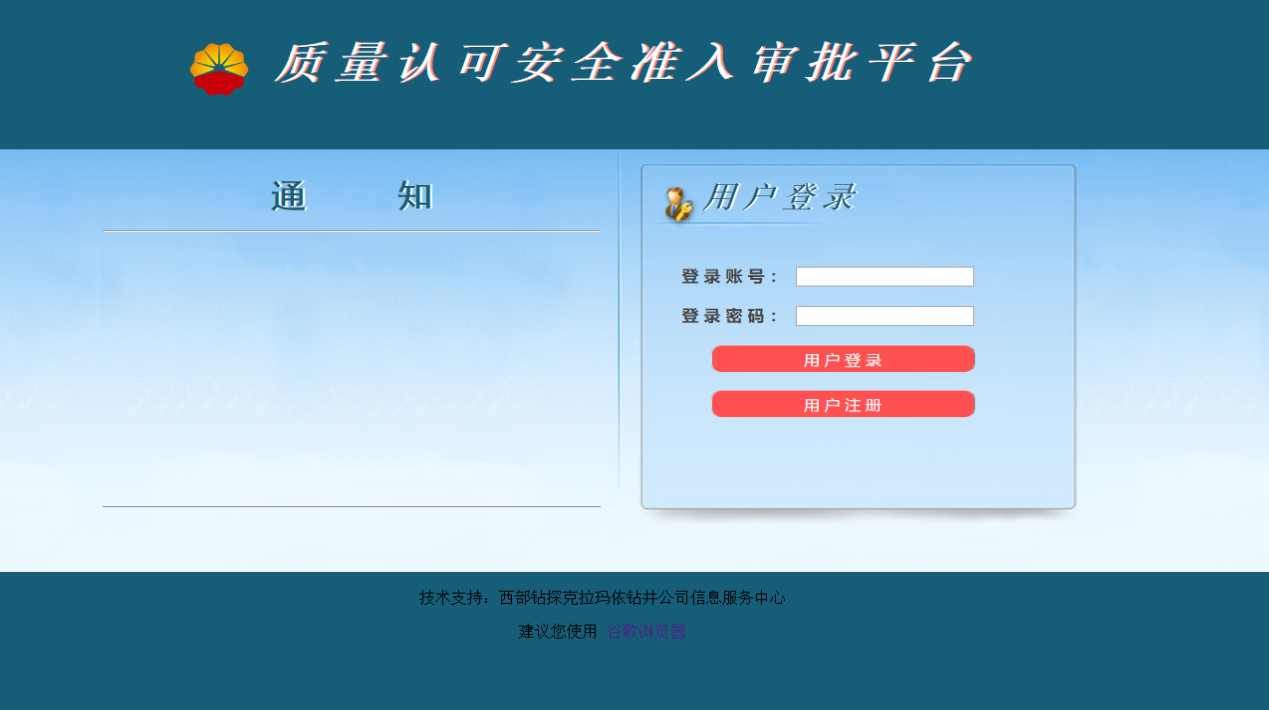 质量认可安全准入审批平台
通 知
用户登录
登录账号：
登录密码：
用户登录
用户注册
技术支持：西部钻探克拉玛依钻井公司信息服务中心
建议您使用 谷歌浏览器